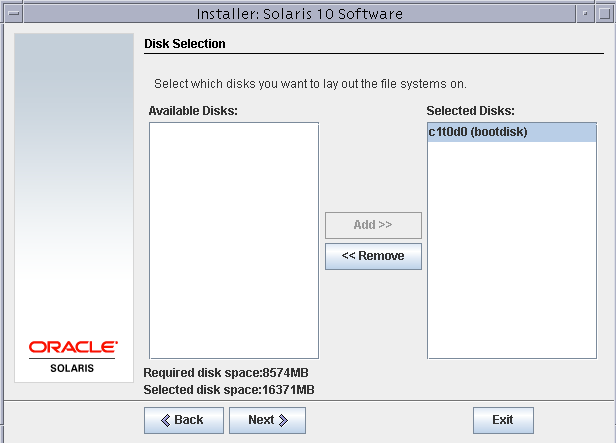 Installer: Solaris 10 Software
Disk Selection
Select which disks you want to lay out the file systems on.
Available Disks:
Selected Disks:
c1t0d0 (bootdisk)
Add >>
<< Remove
ORACLE®
SOLARIS
Required disk space:8574MB
Selected disk space:16371MB
Back
Next
Exit